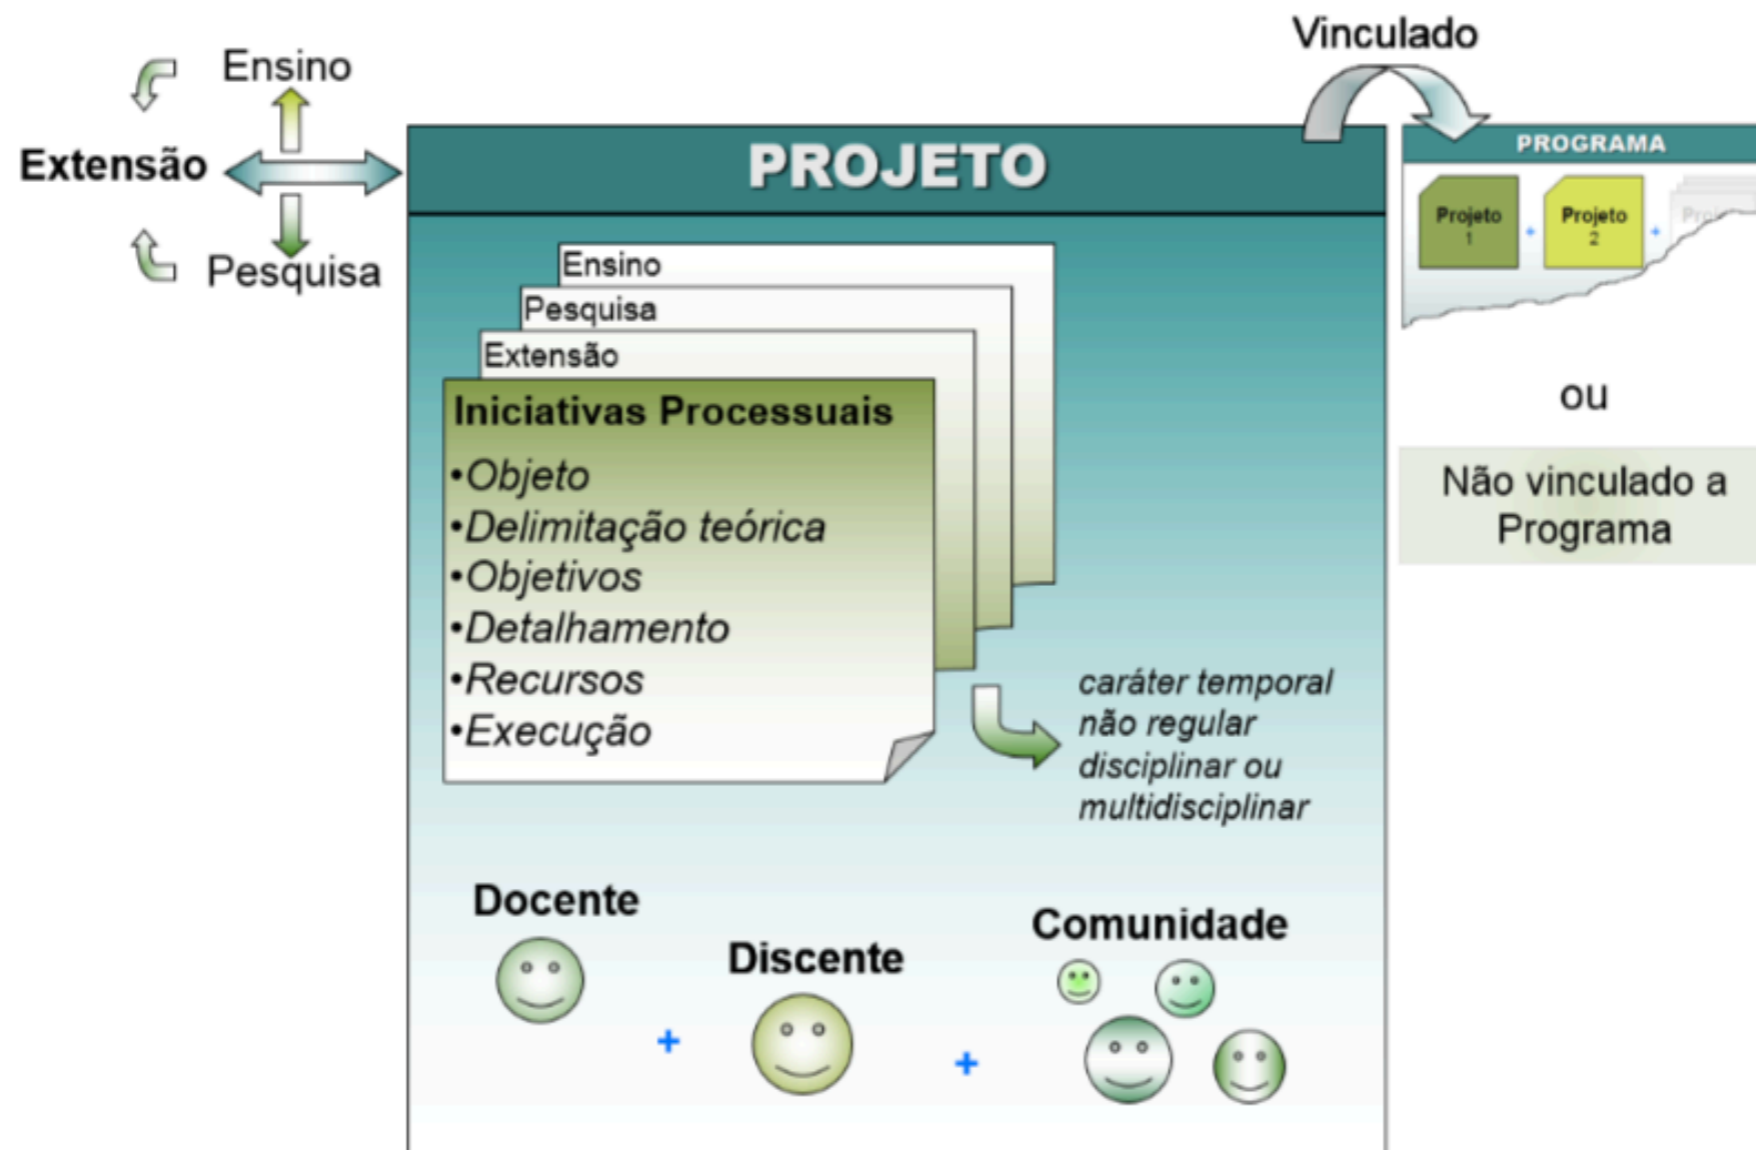 Vinculado
Ensino
Extensão
Pesquisa
PROJETO
Ensino
Pesquisa
Extensão
Iniciativas Processuais
•Objeto
•Delimitação teórica
•Objetivos
•Detalhamento
•Recursos
•Execução
caráter temporal
não regular
disciplinar ou
multidisciplinar
Docente
+
Discente
+
Comunidade
PROGRAMA
Projeto
1
+
Projeto
2
+
ou
Não vinculado a
Programa